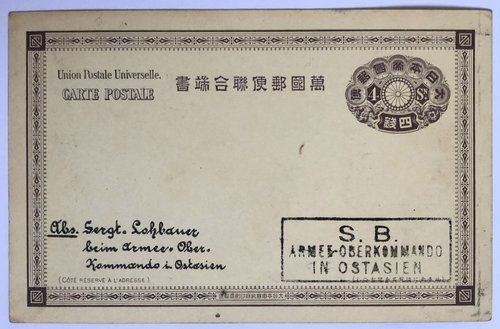 Union Postale Universelle.
CARTE POSTALE
萬國郵便聯合端書
大日本帝國郵便
4 Sn
四錢
Abs. Sergt. Lohbauer
beim Armee-Ober-
Kommando i. Ostasien
(CÔTÉ RÉSERVÉ À L'ADRESSE)
S. B.
ARMEE-OBERKOMMANDO
IN OSTASIEN